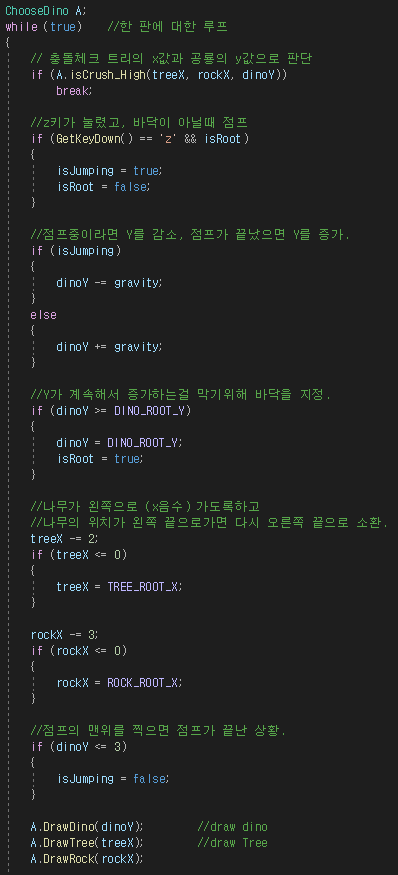 ChooseDino A;
while (true)    //한 판에 대한 루프
{
    // 충돌체크 트리의 x값과 공룡의 y값으로 판단
    if (A.isCrush_High(treeX, rockX, dinoY))
        break;

    //z키가 눌렸고, 바닥이 아닐때 점프
    if (GetKeyDown() == 'z' && isRoot)
    {
        isJumping = true;
        isRoot = false;
    }

    //점프중이라면 Y를 감소, 점프가 끝났으면 Y를 증가.
    if (isJumping)
    {
        dinoY -= gravity;
    }
    else
    {
        dinoY += gravity;
    }

    //Y가 계속해서 증가하는걸 막기위해 바닥을 지정.
    if (dinoY >= DINO_ROOT_Y)
    {
        dinoY = DINO_ROOT_Y;
        isRoot = true;
    }

    //나무가 왼쪽으로 (x음수) 가도록하고
    //나무의 위치가 왼쪽 끝으로가면 다시 오른쪽 끝으로 소환.
    treeX -= 2;
    if (treeX <= 0)
    {
        treeX = TREE_ROOT_X;
    }

    rockX -= 3;
    if (rockX <= 0)
    {
        rockX = ROCK_ROOT_X;
    }

    //점프의 맨위를 찍으면 점프가 끝난 상황.
    if (dinoY <= 3)
    {
        isJumping = false;
    }

    A.DrawDino(dinoY);        //draw dino
    A.DrawTree(treeX);        //draw Tree
    A.DrawRock(rockX);